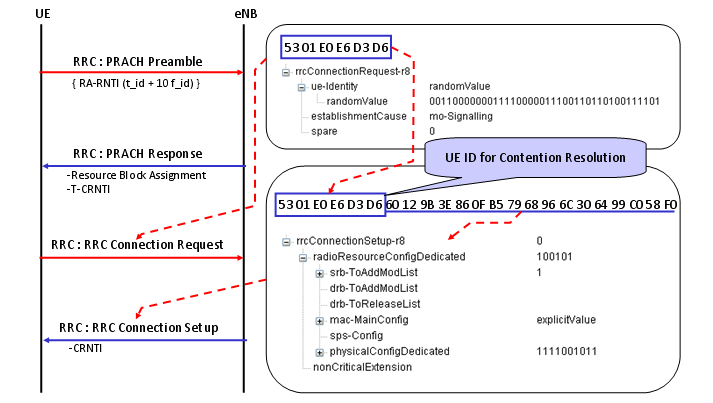 UE
eNB
RRC : PRACH Preamble
{ RA-RNTI (t_id + 10 f_id) }
RRC : PRACH Response
-Resource Block Assignment
-T-CRNTI
RRC : RRC Connection Request
RRC : RRC Connection Setup
-CRNTI
53 01 E0 E6 D3 D6
rrcConnectionRequest-r8
ue-Identity randomValue
randomValue 0011000000011110000011100110110100111101
establishmentCause mo-Signalling
spare 0
UE ID for Contention Resolution
53 01 E0 E6 D3 D6 60 12 9B 3E 86 0F B5 79 68 96 6C 30 64 99 C0 58 F0
rrcConnectionSetup-r8 0
radioResourceConfigDedicated 100101
srb-ToAddModList 1
drb-ToAddModList
drb-ToReleaseList
mac-MainConfig explicitValue
sps-Config
physicalConfigDedicated 1111001011
nonCriticalExtension